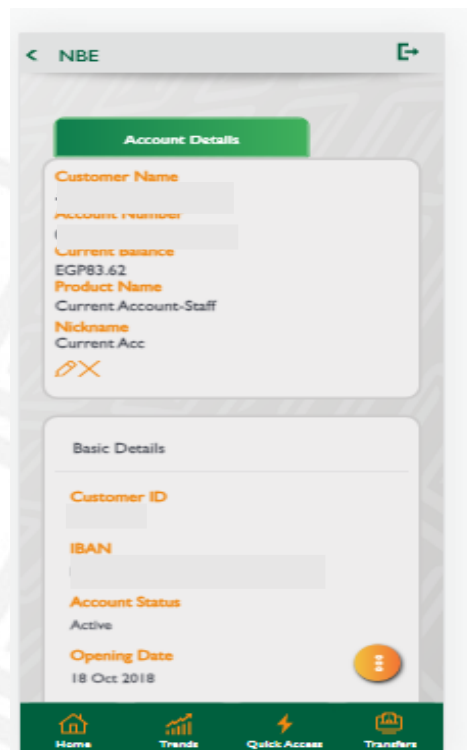 NBE
Account Details
Customer Name
Account Number
Current Balance
EGP83.62
Product Name
Current Account-Staff
Nickname
Current Acc
Basic Details
Customer ID
IBAN
Account Status
Active
Opening Date
18 Oct 2018
Home Trends Quick Access Transfers